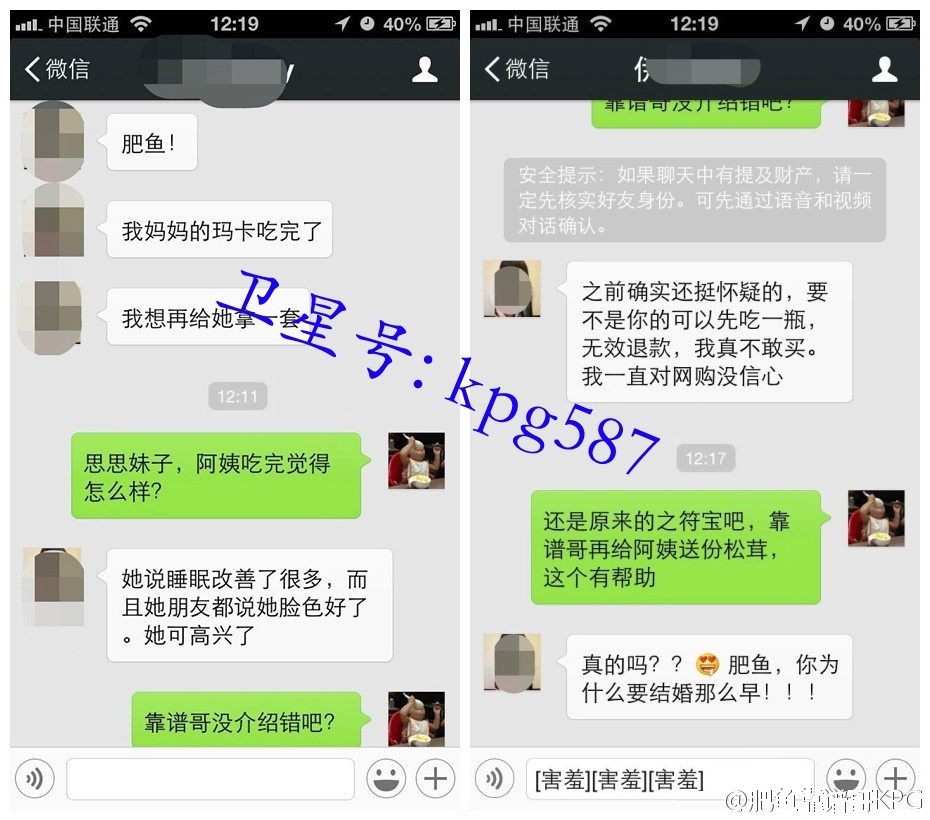 中国联通 12:19 40%
微信
肥鱼！
我妈妈的玛卡吃完了
我想再给她拿一套
12:11
思思妹子，阿姨吃完觉得
怎么样？
她说睡眠改善了很多，而
且她朋友都说她脸色好了
。她可高兴了
靠谱哥没介绍错吧？
中国联通 12:19 40%
微信
靠谱哥没介绍错吧？
安全提示：如果聊天中有提及财产，请一
定先核实好友身份。可先通过语音和视频
对话确认。
之前确实还挺怀疑的，要
不是你的可以先吃一瓶，
无效退款，我真不敢买。
我一直对网购没信心
12:17
还是原来的之符宝吧，靠
谱哥再给阿姨送份松茸，
这个有帮助
真的吗？？😍 肥鱼，你为
什么要结婚那么早！！！
[害羞][害羞][害羞]
卫星号：kpg587
@肥鱼靠谱哥KPG